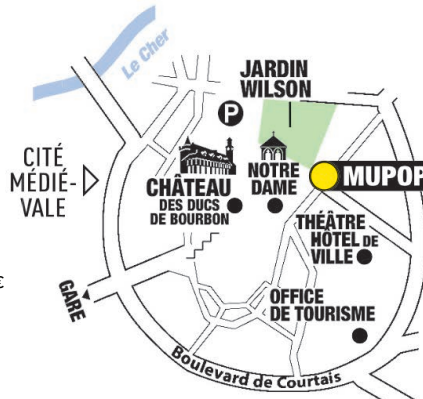 Le Cher
JARDIN
WILSON
P
CITÉ
MÉDIÉ-
VALE
CHÂTEAU
DES DUCS
DE BOURBON
NOTRE
DAME
MUPOP
THÉÂTRE
HÔTEL DE
VILLE
€
GARE
OFFICE
DE TOURISME
Boulevard de Courtais